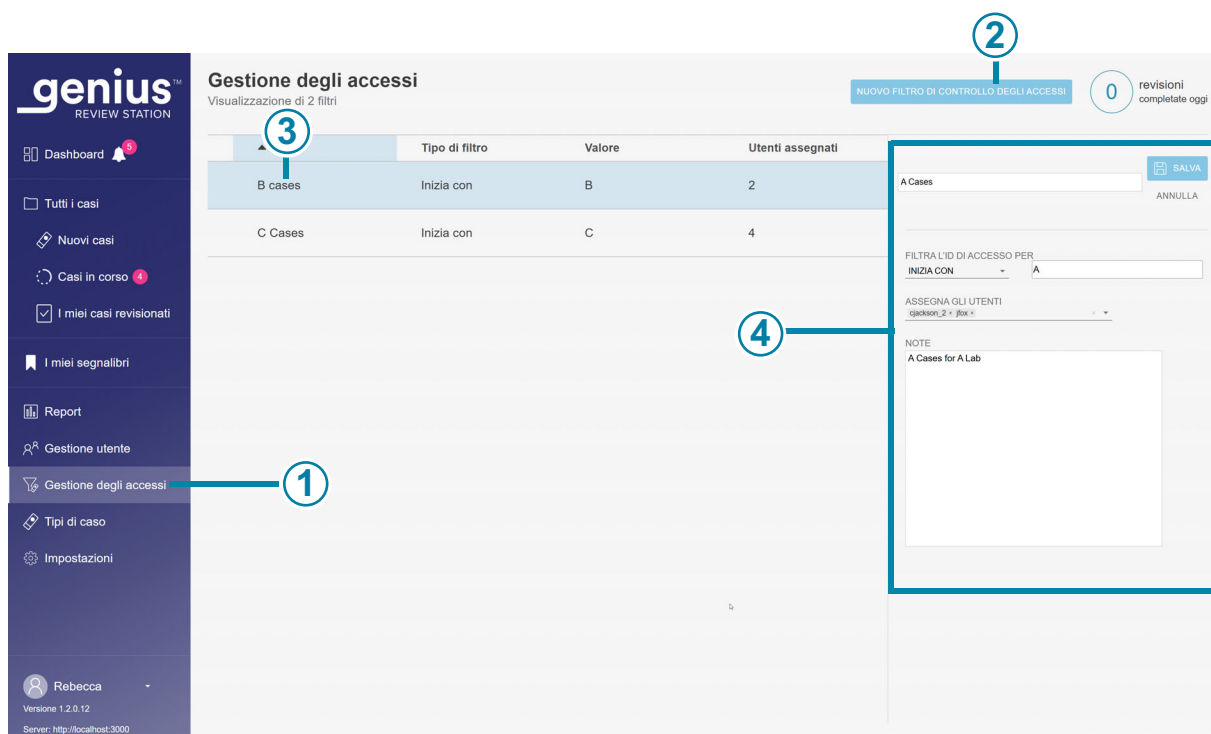 2
genius™
REVIEW STATION
Dashboard 5
Tutti i casi
Nuovi casi
Casi in corso 4
I miei casi revisionati
I miei segnalibri
Report
Gestione utente
Gestione degli accessi
Tipi di caso
Impostazioni
Rebecca
Versione 1.2.0.12
Server: http://localhost:3000
1
Gestione degli accessi
Visualizzazione di 2 filtri
NUOVO FILTRO DI CONTROLLO DEGLI ACCESSI
0 revisioni
completate oggi
3
Tipo di filtro Valore Utenti assegnati
B cases Inizia con B 2
C Cases Inizia con C 4
4
A Cases
SALVA
ANNULLA
FILTRA L'ID DI ACCESSO PER
INIZIA CON A
ASSEGNA GLI UTENTI
cjackson_2 × jfox ×
NOTE
A Cases for A Lab